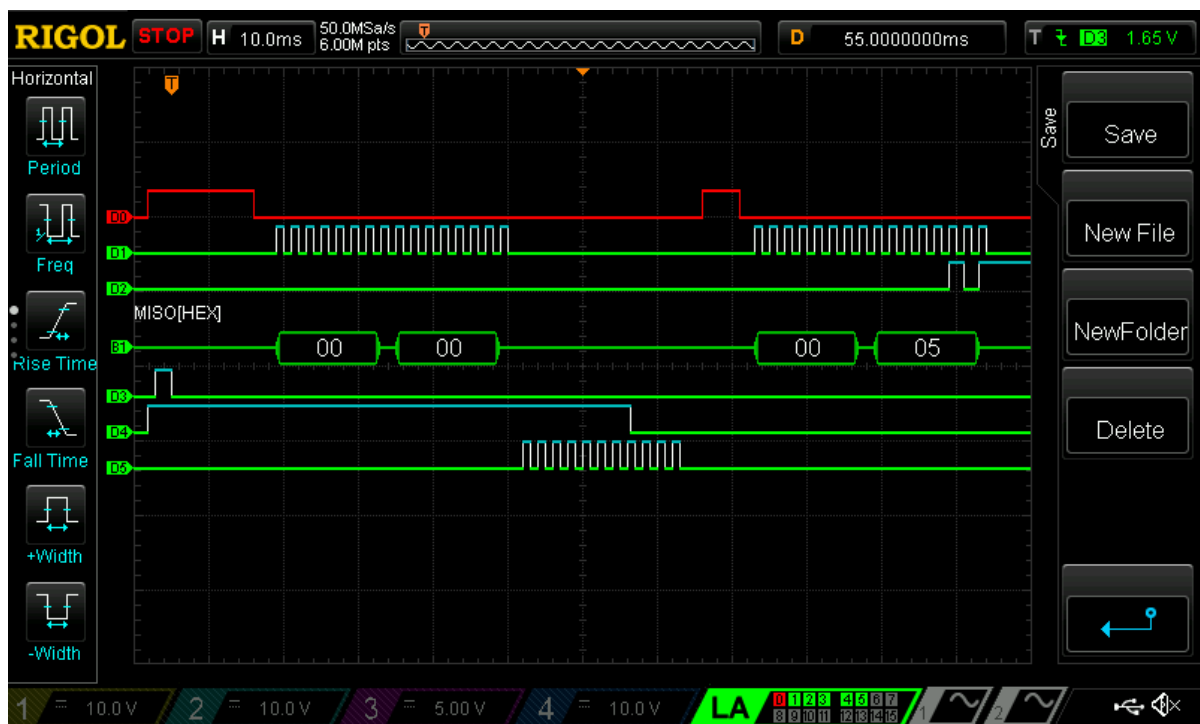 RIGOL STOP H 10.0ms 50.0MSa/s 6.00M pts T D 55.0000000ms T D3 1.65 V
Horizontal
T
Period
Freq
Rise Time
Fall Time
+Width
-Width
D0
D1
D2
MISO[HEX]
B1 00 00 00 05
D3
D4
D5
Save
Save
New File
NewFolder
Delete
1 10.0 V 2 10.0 V 3 5.00 V 4 10.0 V LA 0 1 2 3 4 5 6 7 1 2
8 9 10 11 12 13 14 15